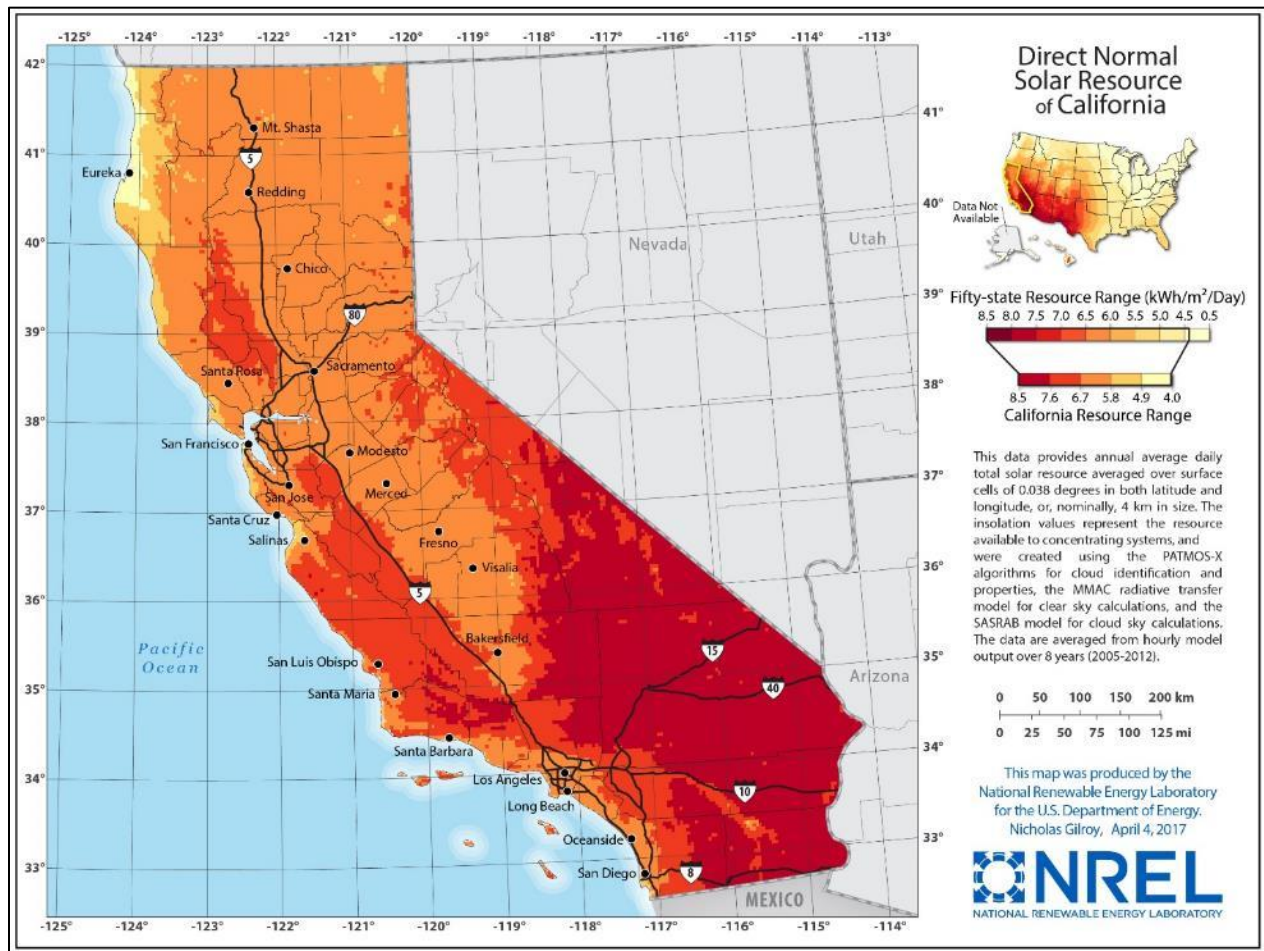 -124° -123° -122° -121° -120° -119° -118° -117° -116° -115° -114° -113°
42°
41°
40°
39°
38°
37°
36°
35°
34°
33°
41°
40°
39°
38°
37°
36°
35°
34°
33°
-125° -124° -123° -122° -121° -120° -119° -118° -117° -116° -115° -114°
Mt. Shasta
5
Eureka
Redding
Chico
80
Nevada
Utah
Santa Rosa
Sacramento
San Francisco
Modesto
San Jose
Merced
Santa Cruz
Salinas
Fresno
Visalia
5
Pacific
Ocean
Bakersfield
San Luis Obispo
15
Santa Maria
40
Arizona
Santa Barbara
Los Angeles
10
Long Beach
Oceanside
San Diego
8
MEXICO
Direct Normal
Solar Resource
of California
Data Not
Available
Fifty-state Resource Range (kWh/m²/Day)
8.5 8.0 7.5 7.0 6.5 6.0 5.5 5.0 4.5 0.5
8.5 7.6 6.7 5.8 4.9 4.0
California Resource Range
This data provides annual average daily
total solar resource averaged over surface
cells of 0.038 degrees in both latitude and
longitude, or, nominally, 4 km in size. The
insolation values represent the resource
available to concentrating systems, and
were created using the PATMOS-X
algorithms for cloud identification and
properties, the MMAC radiative transfer
model for clear sky calculations, and the
SASRAB model for cloud sky calculations.
The data are averaged from hourly model
output over 8 years (2005-2012).
0 50 100 150 200 km
0 25 50 75 100 125 mi
This map was produced by the
National Renewable Energy Laboratory
for the U.S. Department of Energy.
Nicholas Gilroy, April 4, 2017
NREL
NATIONAL RENEWABLE ENERGY LABORATORY